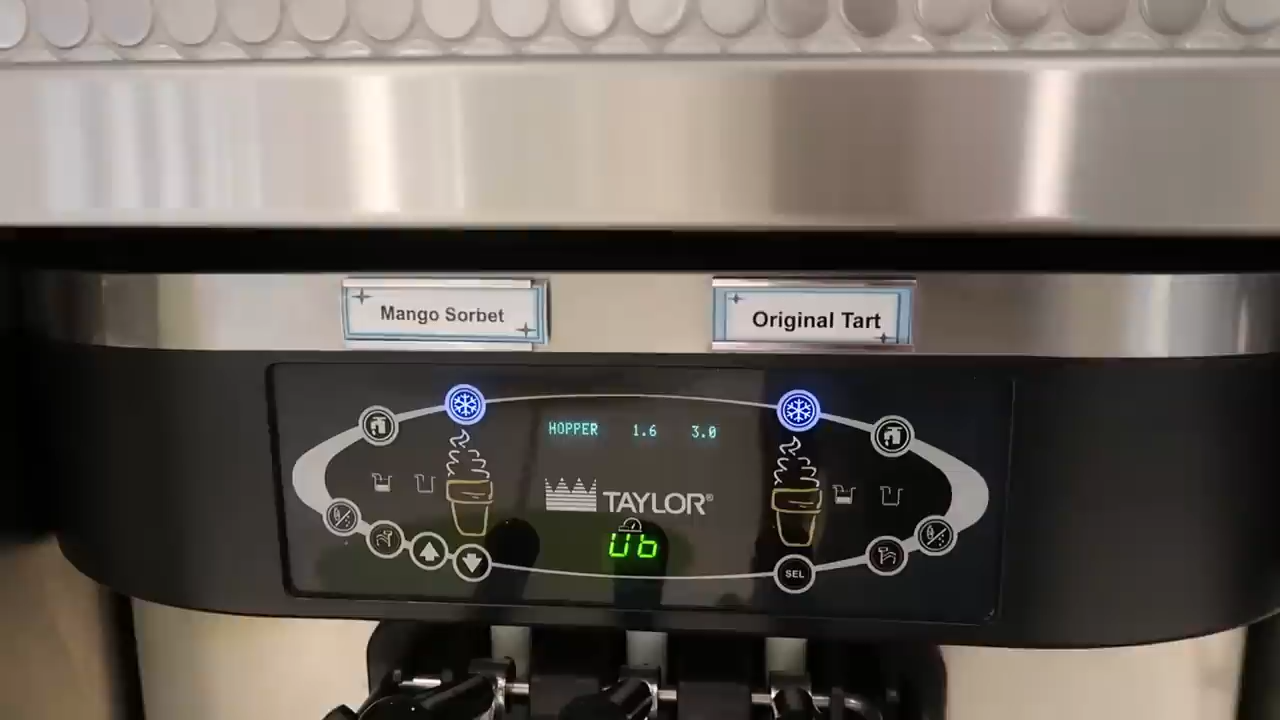 Mango Sorbet
Original Tart
HOPPER 1.6 3.0
TAYLOR®
SEL